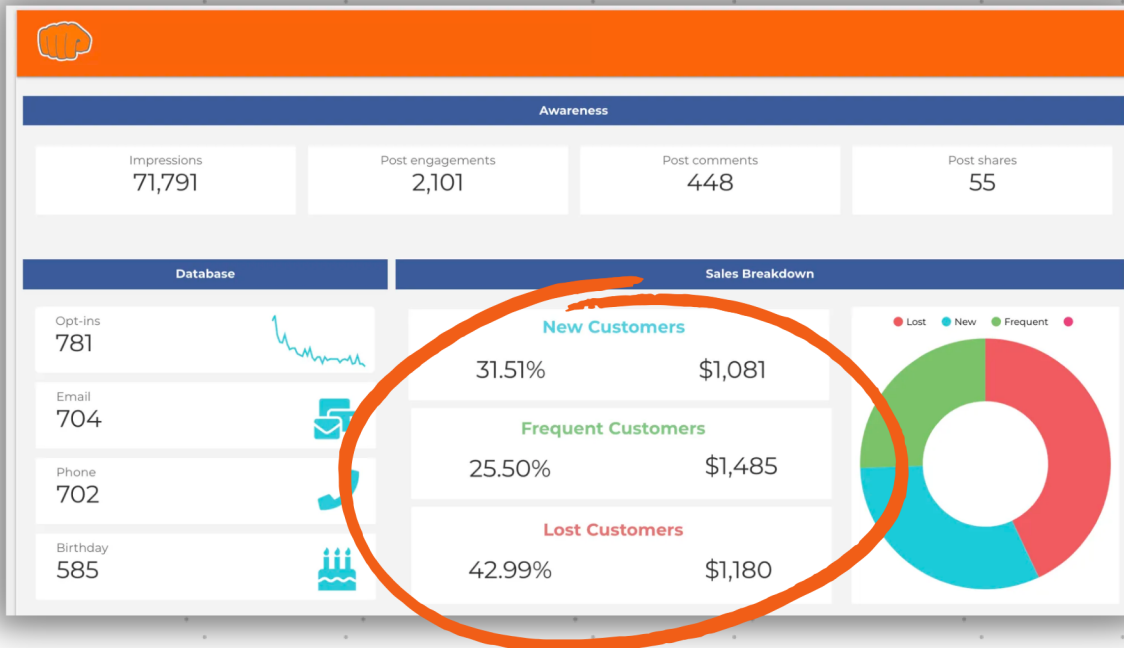 Awareness
Impressions
71,791
Post engagements
2,101
Post comments
448
Post shares
55
Database
Opt-ins
781
Email
704
Phone
702
Birthday
585
Sales Breakdown
New Customers
31.51% $1,081
Frequent Customers
25.50% $1,485
Lost Customers
42.99% $1,180
Lost New Frequent